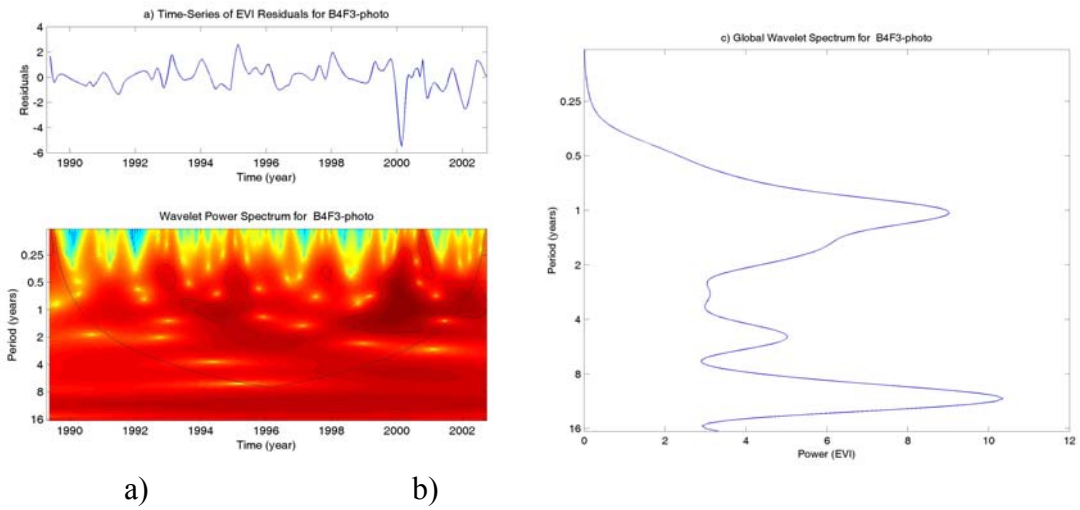 a) Time-Series of EVI Residuals for B4F3-photo
4
2
0
-2
-4
-6
Residuals
1990 1992 1994 1996 1998 2000 2002
Time (year)
Wavelet Power Spectrum for B4F3-photo
0.25
0.5
1
2
4
8
16
Period (years)
1990 1992 1994 1996 1998 2000 2002
Time (year)
c) Global Wavelet Spectrum for B4F3-photo
0.25
0.5
1
2
4
8
16
Period (years)
0 2 4 6 8 10 12
Power (EVI)
a) b)